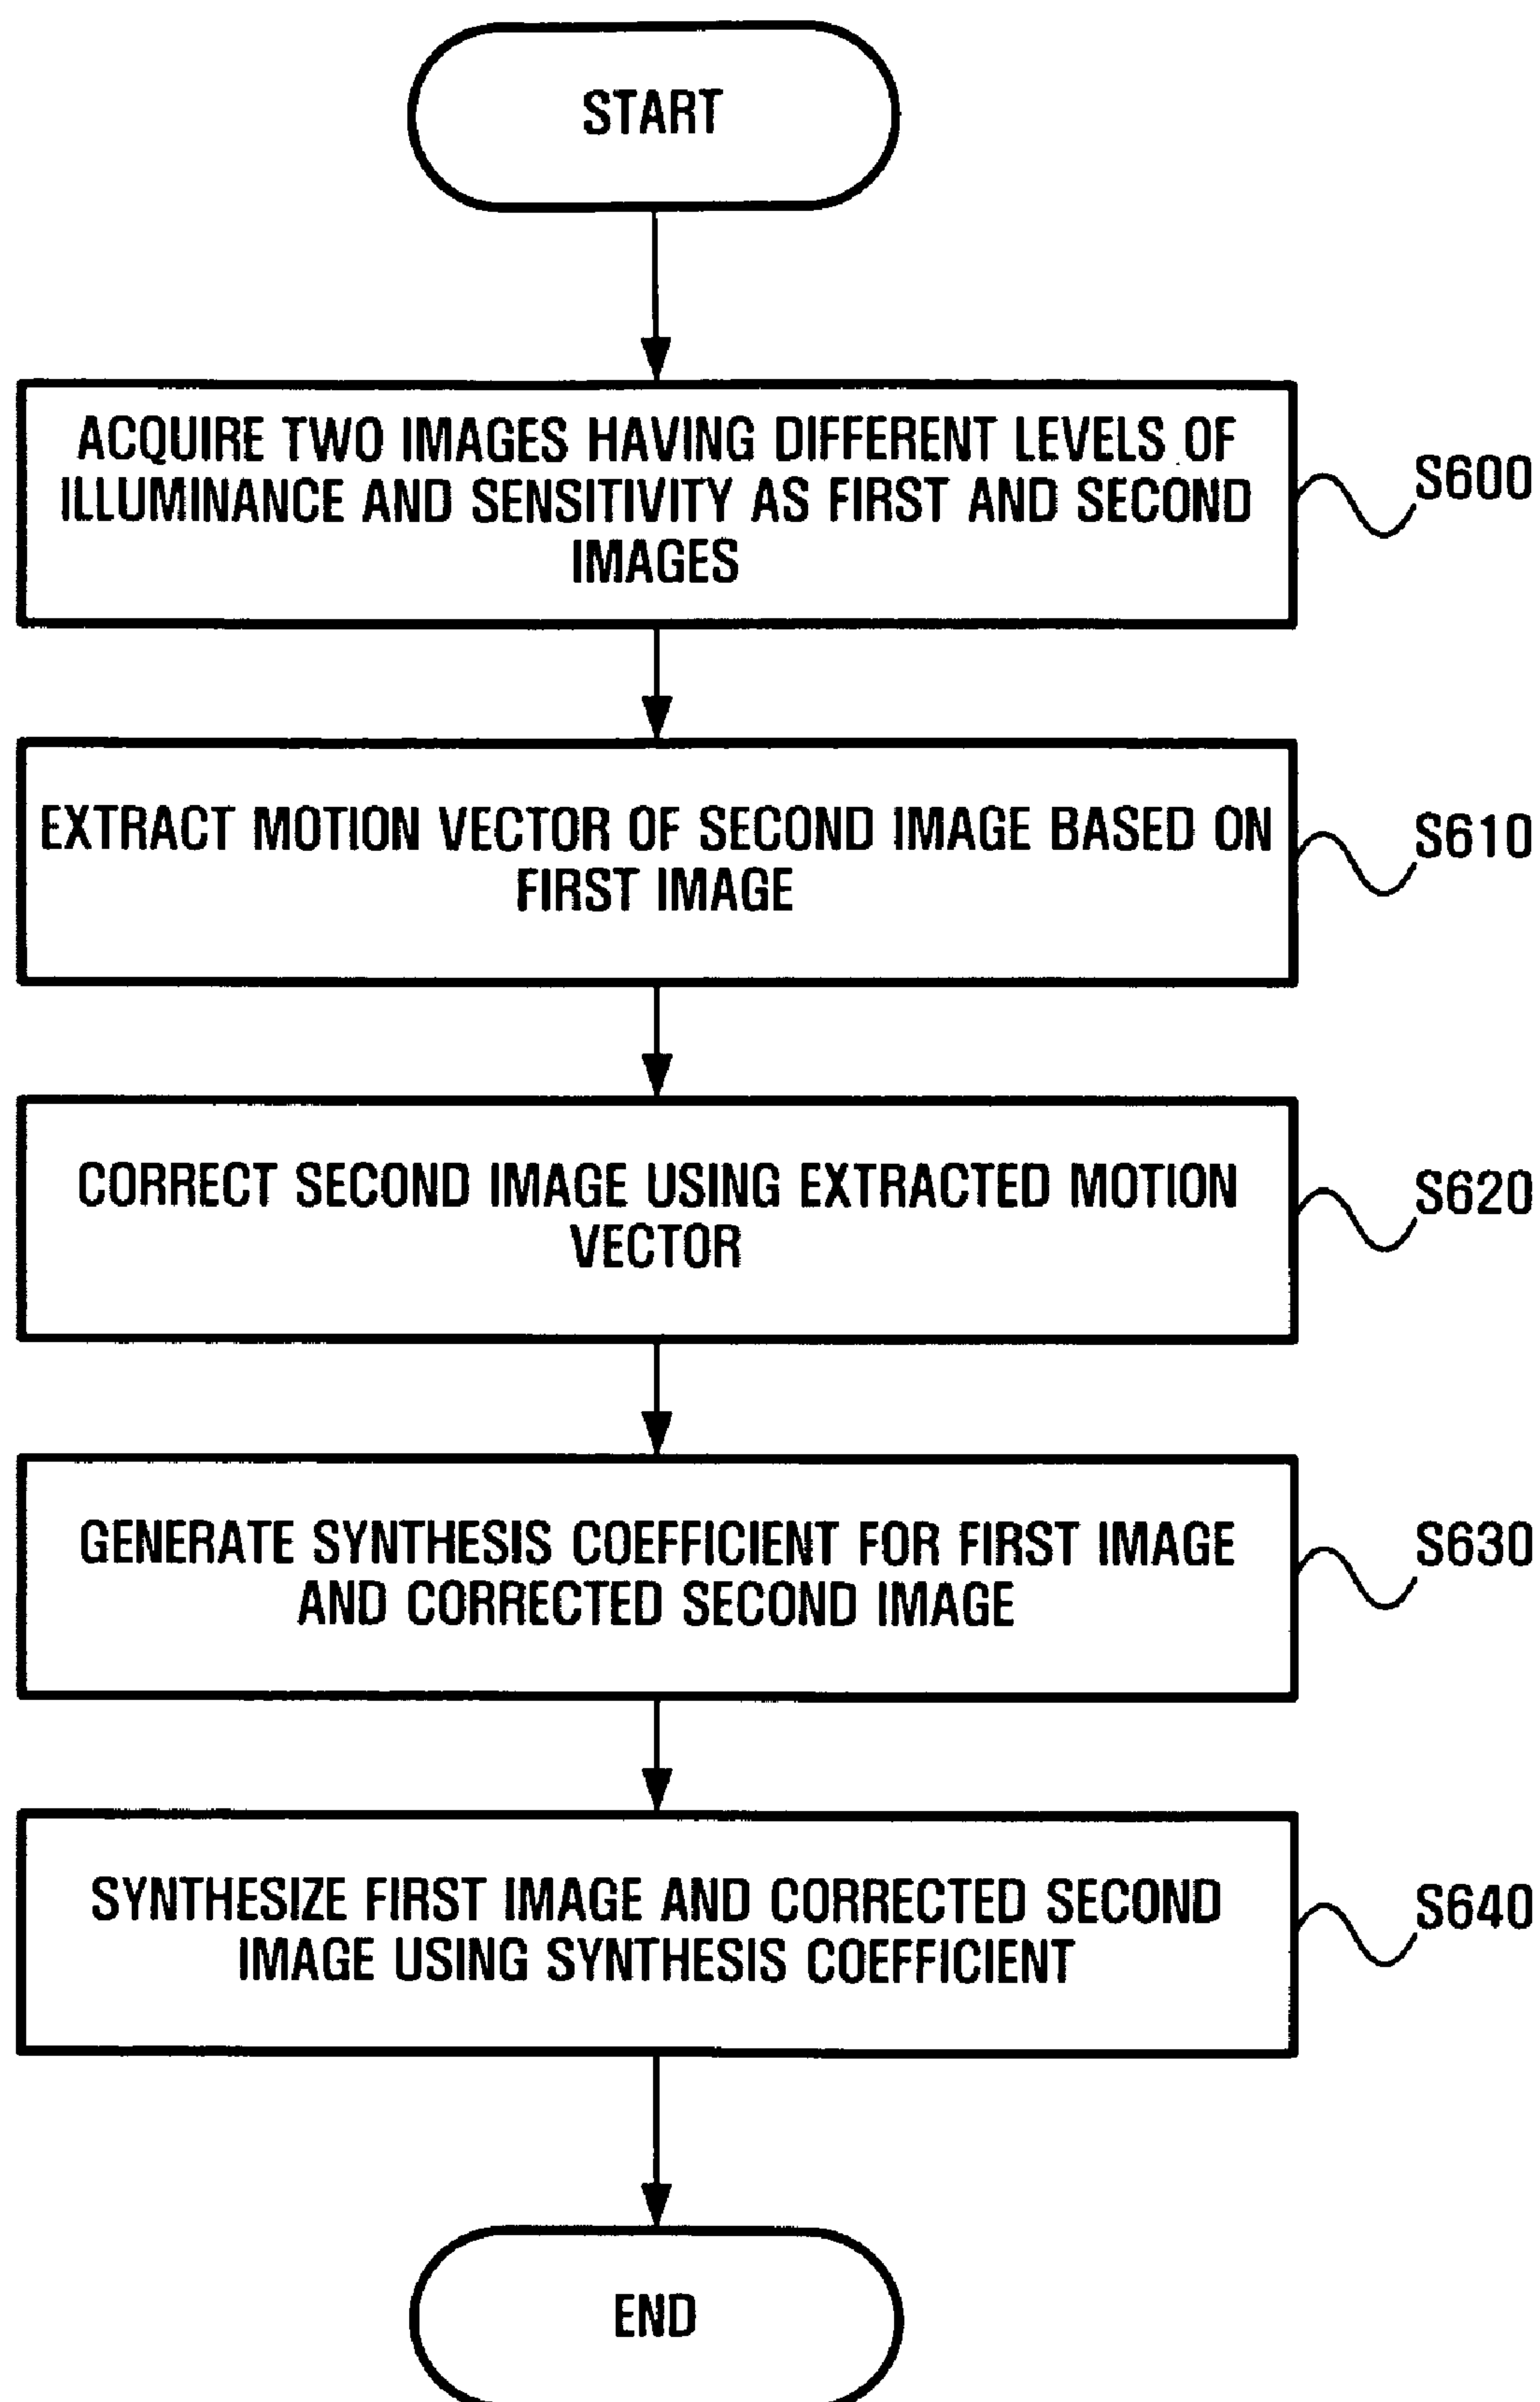 START
ACQUIRE TWO IMAGES HAVING DIFFERENT LEVELS OF
ILLUMINANCE AND SENSITIVITY AS FIRST AND SECOND
IMAGES
S600
EXTRACT MOTION VECTOR OF SECOND IMAGE BASED ON
FIRST IMAGE
S610
CORRECT SECOND IMAGE USING EXTRACTED MOTION
VECTOR
S620
GENERATE SYNTHESIS COEFFICIENT FOR FIRST IMAGE
AND CORRECTED SECOND IMAGE
S630
SYNTHESIZE FIRST IMAGE AND CORRECTED SECOND
IMAGE USING SYNTHESIS COEFFICIENT
S640
END